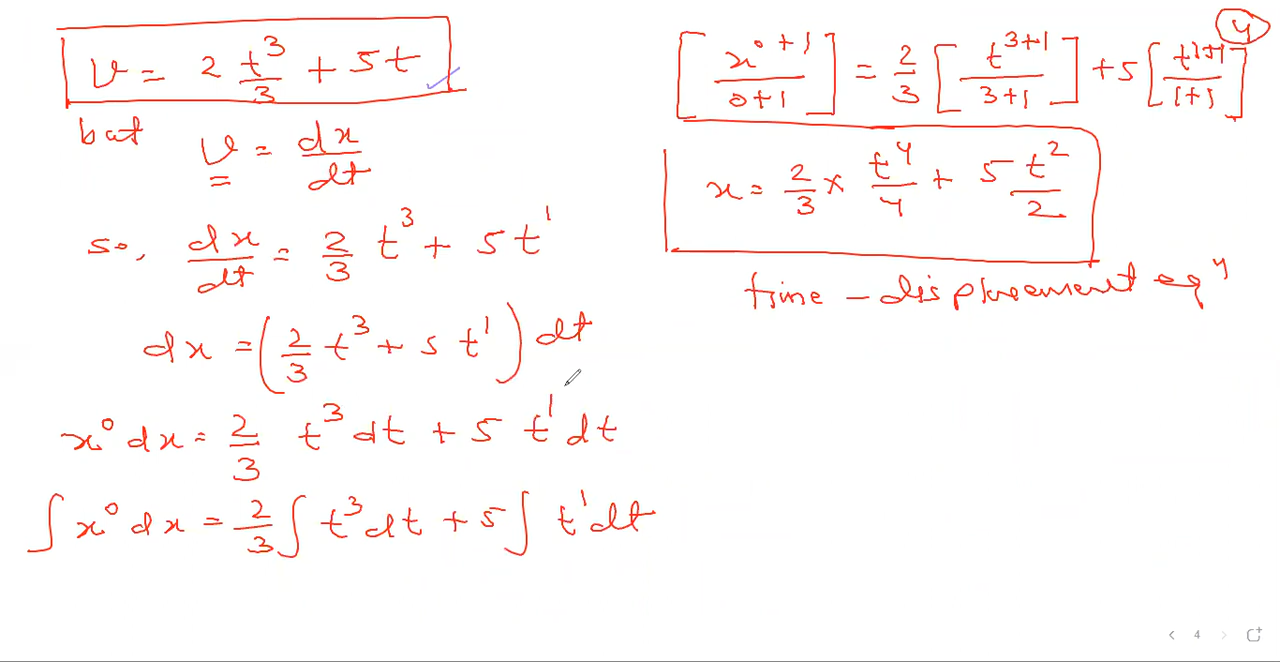 v = 2 t³/3 + 5t
but v = dx/dt
so, dx/dt = 2/3 t³ + 5t¹
dx = (2/3 t³ + 5 t¹) dt
x⁰ dx = 2/3 t³ dt + 5 t¹ dt
∫ x⁰ dx = 2/3 ∫ t³ dt + 5 ∫ t¹ dt
4
[x⁰⁺¹/0+1] = 2/3 [t³⁺¹/3+1] + 5 [t¹⁺¹/1+1]
x = 2/3 × t⁴/4 + 5 t²/2
time – displacement eqⁿ
4